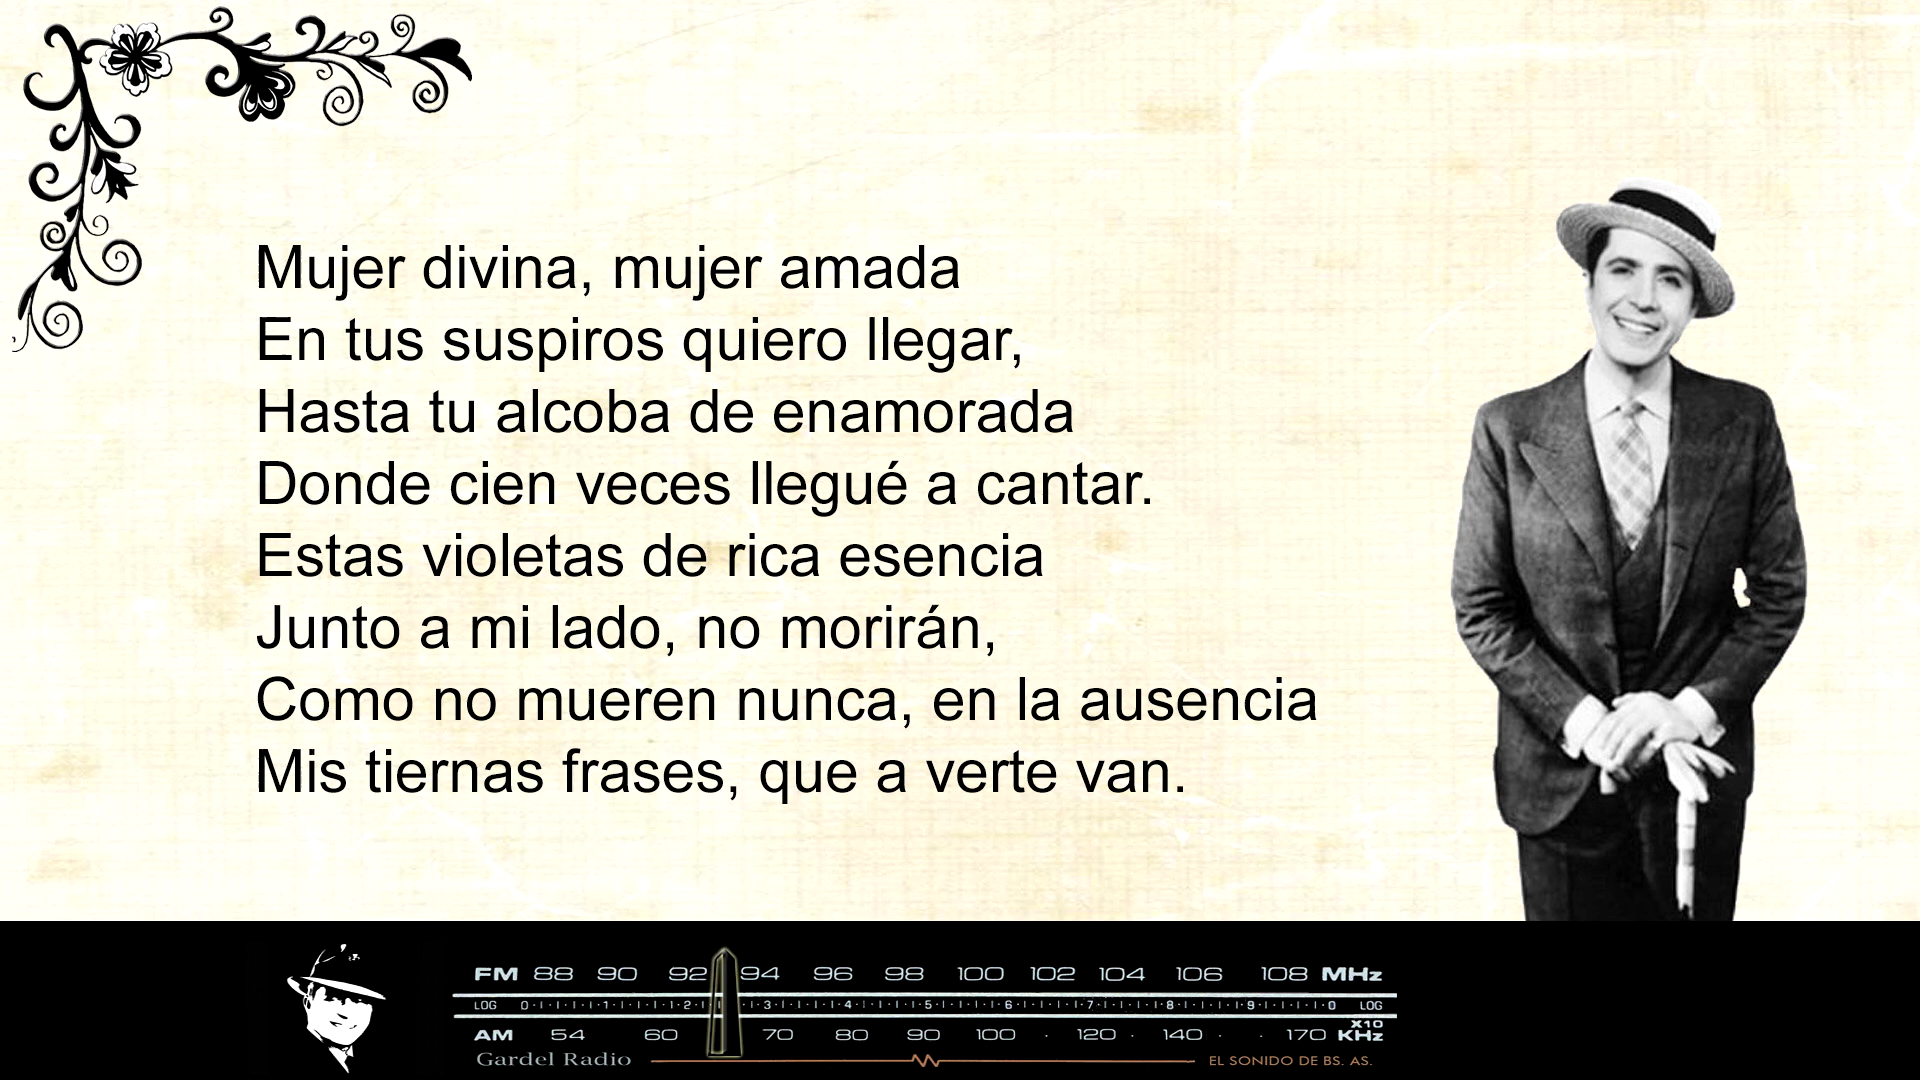 Mujer divina, mujer amada
En tus suspiros quiero llegar,
Hasta tu alcoba de enamorada
Donde cien veces llegué a cantar.
Estas violetas de rica esencia
Junto a mi lado, no morirán,
Como no mueren nunca, en la ausencia
Mis tiernas frases, que a verte van.
FM 88 90 92 94 96 98 100 102 104 106 108 MHz
LOG 0 1 2 3 4 5 6 7 8 9 0 LOG
AM 54 60 70 80 90 100 120 140 170 X10 KHz
Gardel Radio EL SONIDO DE BS. AS.